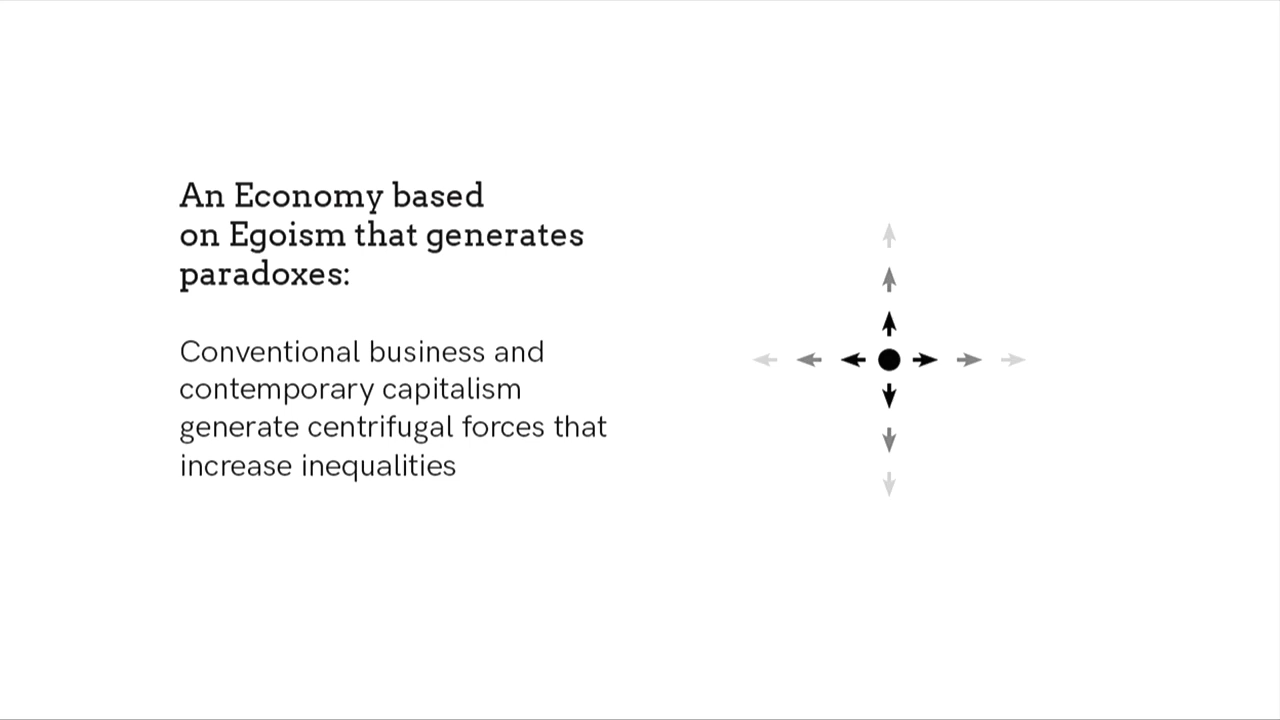 An Economy based
on Egoism that generates
paradoxes:
Conventional business and
contemporary capitalism
generate centrifugal forces that
increase inequalities